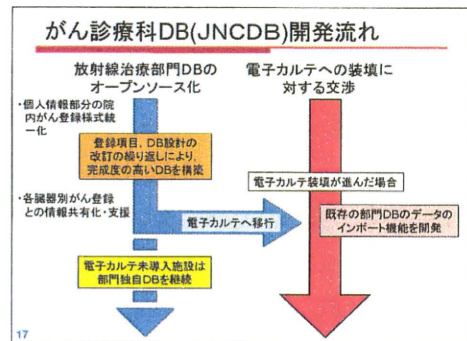 がん診療科DB(JNCDB)開発流れ
放射線治療部門DBの
オープンソース化
電子カルテへの装填に
対する交渉
・個人情報部分の院
内がん登録様式統
一化
登録項目、DB設計の
改訂の繰り返しにより、
完成度の高いDBを構築
・各臓器別がん登録
との情報共有化・支援
電子カルテ装填が進んだ場合
電子カルテへ移行
既存の部門DBのデータの
インポート機能を開発
電子カルテ未導入施設は
部門独自DBを継続
17